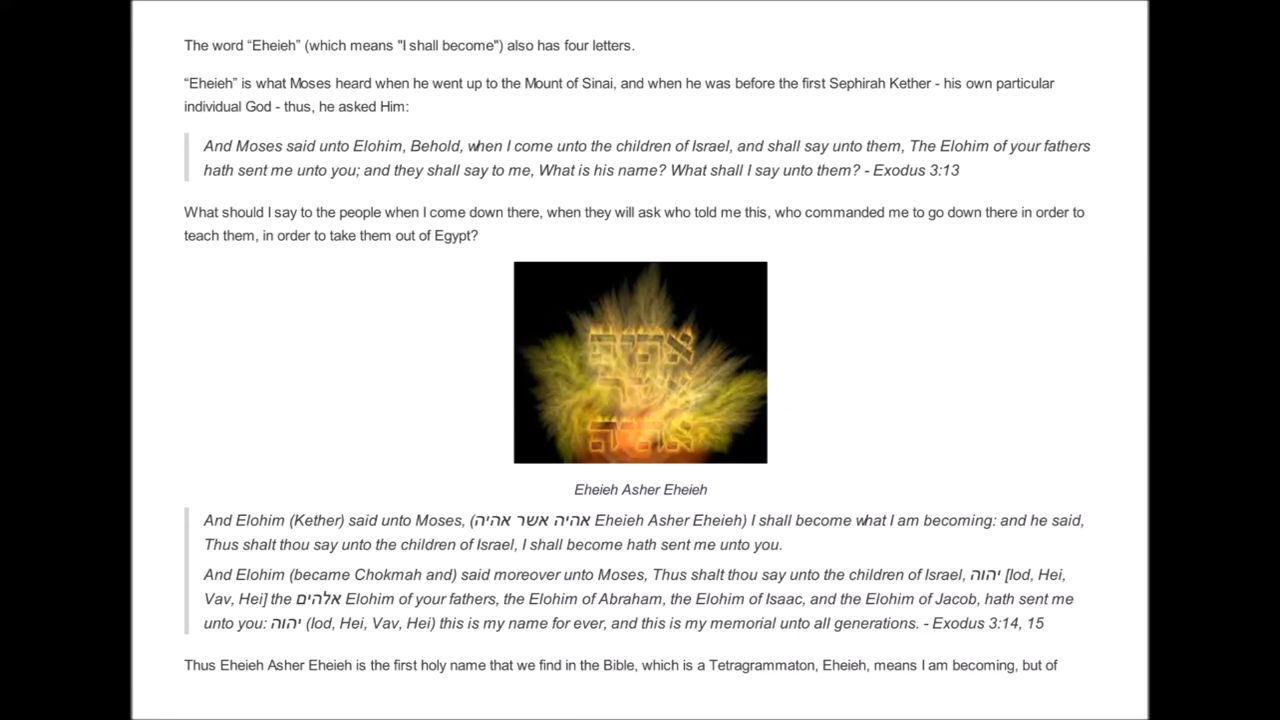 The word “Eheieh” (which means "I shall become") also has four letters.
“Eheieh” is what Moses heard when he went up to the Mount of Sinai, and when he was before the first Sephirah Kether - his own particular
individual God - thus, he asked Him:
And Moses said unto Elohim, Behold, when I come unto the children of Israel, and shall say unto them, The Elohim of your fathers
hath sent me unto you; and they shall say to me, What is his name? What shall I say unto them? - Exodus 3:13
What should I say to the people when I come down there, when they will ask who told me this, who commanded me to go down there in order to
teach them, in order to take them out of Egypt?
אהיה
אשר
אהיה
Eheieh Asher Eheieh
And Elohim (Kether) said unto Moses, (אהיה אשר אהיה Eheieh Asher Eheieh) I shall become what I am becoming: and he said,
Thus shalt thou say unto the children of Israel, I shall become hath sent me unto you.
And Elohim (became Chokmah and) said moreover unto Moses, Thus shalt thou say unto the children of Israel, יהוה [Iod, Hei,
Vav, Hei] the אלהים Elohim of your fathers, the Elohim of Abraham, the Elohim of Isaac, and the Elohim of Jacob, hath sent me
unto you: יהוה (Iod, Hei, Vav, Hei) this is my name for ever, and this is my memorial unto all generations. - Exodus 3:14, 15
Thus Eheieh Asher Eheieh is the first holy name that we find in the Bible, which is a Tetragrammaton, Eheieh, means I am becoming, but of